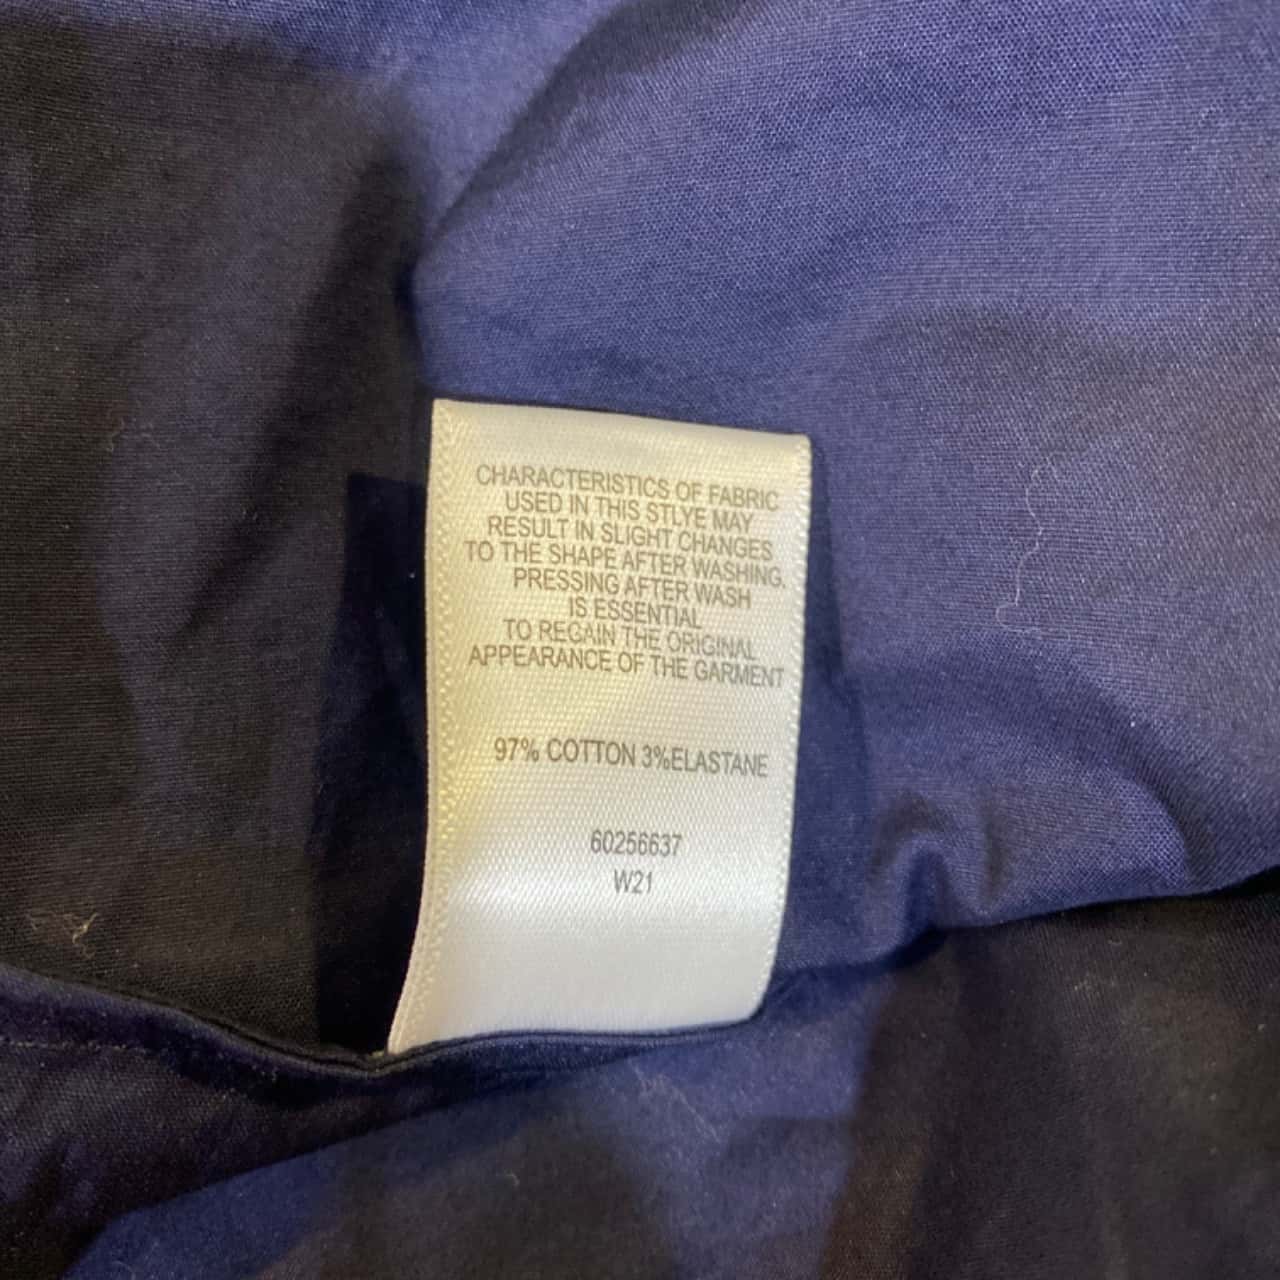 CHARACTERISTICS OF FABRIC
USED IN THIS STLYE MAY
RESULT IN SLIGHT CHANGES
TO THE SHAPE AFTER WASHING.
PRESSING AFTER WASH
IS ESSENTIAL
TO REGAIN THE ORIGINAL
APPEARANCE OF THE GARMENT
97% COTTON 3%ELASTANE
60256637
W21